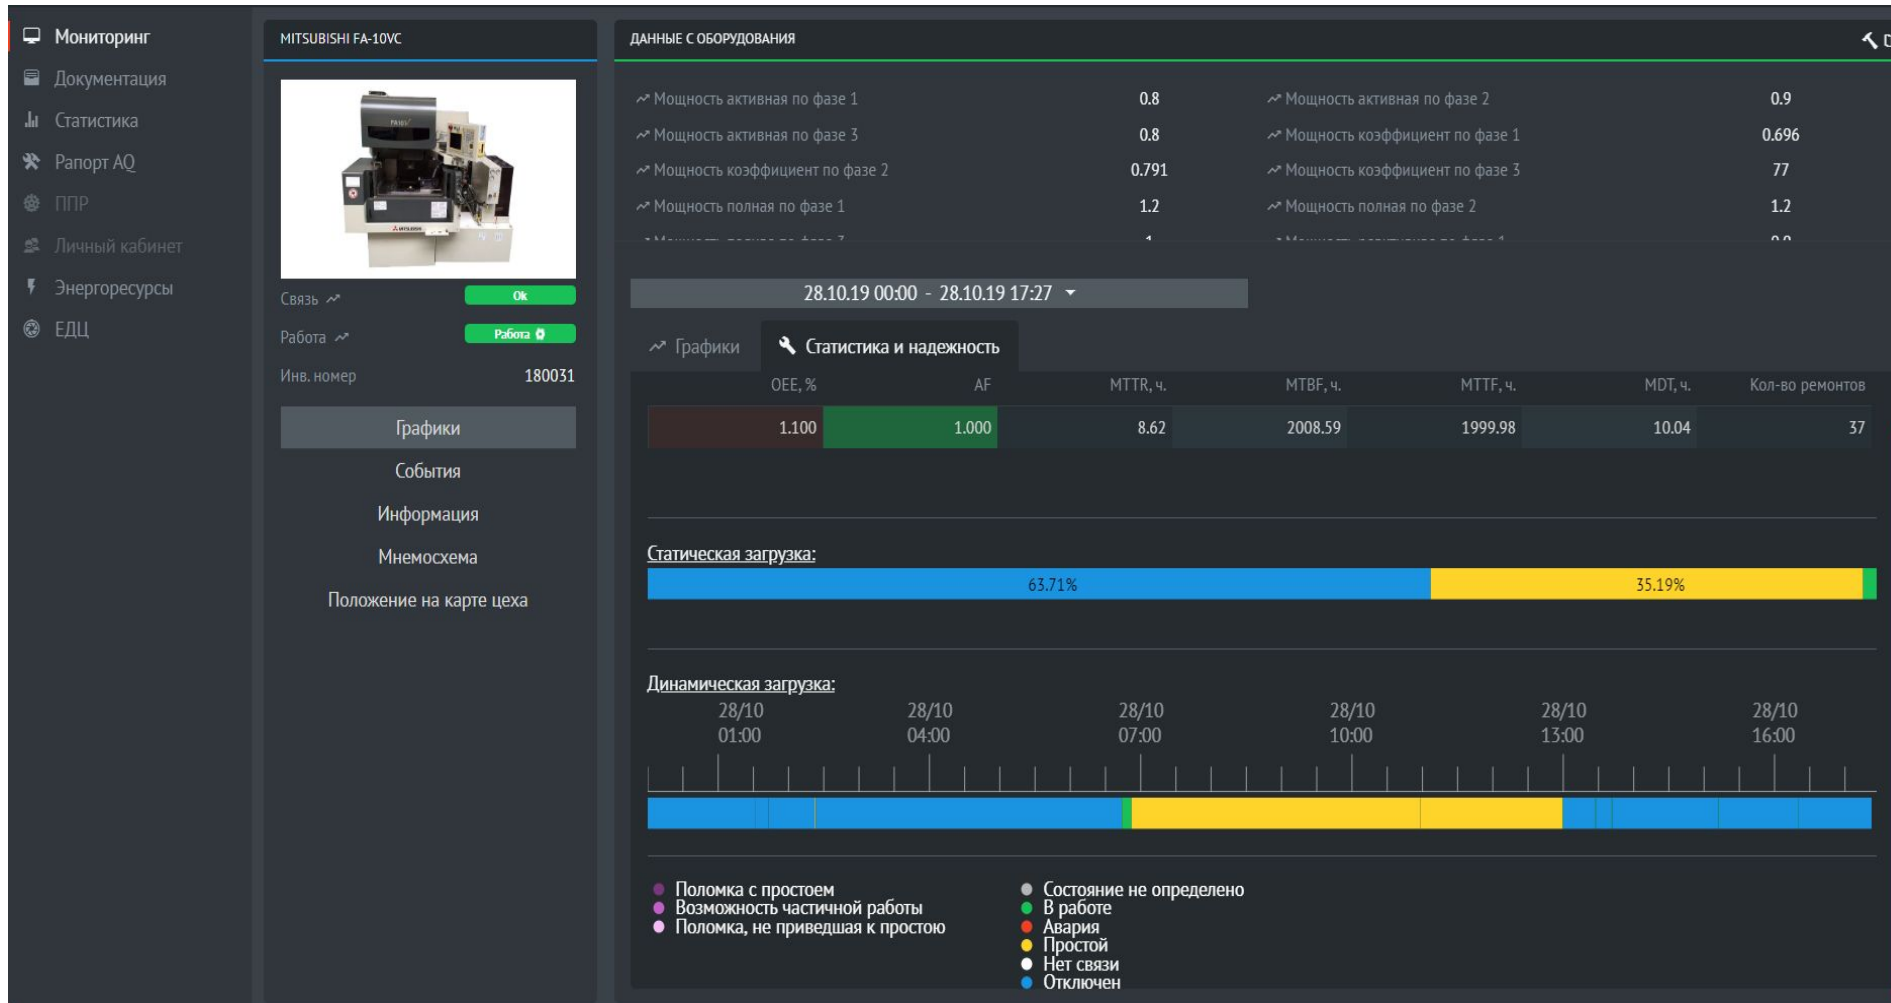 Мониторинг
Документация
Статистика
Рапорт AQ
ППР
Личный кабинет
Энергоресурсы
ЕДЦ
MITSUBISHI FA-10VC
Связь Ok
Работа Работа
Инв. номер 180031
Графики
События
Информация
Мнемосхема
Положение на карте цеха
ДАННЫЕ С ОБОРУДОВАНИЯ
Мощность активная по фазе 1 0.8 Мощность активная по фазе 2 0.9
Мощность активная по фазе 3 0.8 Мощность коэффициент по фазе 1 0.696
Мощность коэффициент по фазе 2 0.791 Мощность коэффициент по фазе 3 77
Мощность полная по фазе 1 1.2 Мощность полная по фазе 2 1.2
28.10.19 00:00 - 28.10.19 17:27
Графики Статистика и надежность
OEE, % AF MTTR, ч. MTBF, ч. MTTF, ч. MDT, ч. Кол-во ремонтов
1.100 1.000 8.62 2008.59 1999.98 10.04 37
Статическая загрузка:
63.71% 35.19%
Динамическая загрузка:
28/10 28/10 28/10 28/10 28/10 28/10
01:00 04:00 07:00 10:00 13:00 16:00
Поломка с простоем
Возможность частичной работы
Поломка, не приведшая к простою
Состояние не определено
В работе
Авария
Простой
Нет связи
Отключен